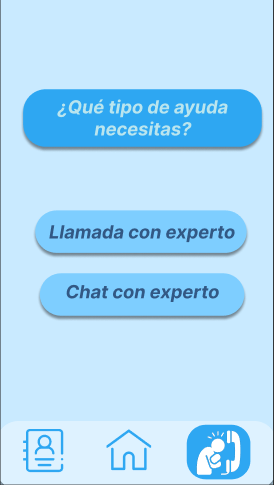 ¿Qué tipo de ayuda
necesitas?
Llamada con experto
Chat con experto